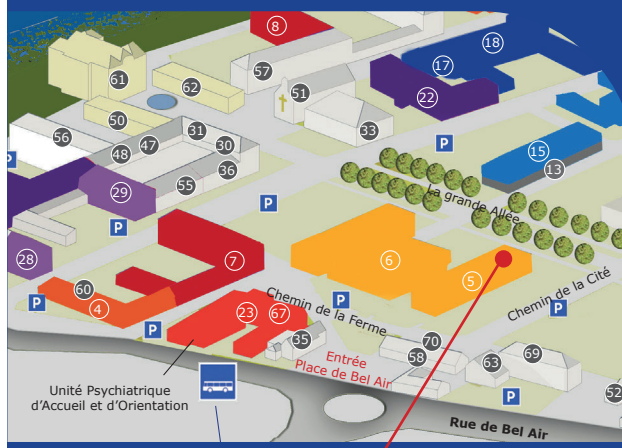 8
18
17
57
61
62
51
22
50
56
31
33
47
30
48
P
15
36
13
P
29
55
La grande Allée
P
P
28
7
6
5
Chemin de la Cité
60
4
P
P
P
23
67
Chemin de la Ferme
P
35
70
58
69
63
Entrée
Place de Bel Air
52
Unité Psychiatrique
d'Accueil et d'Orientation
P
Rue de Bel Air